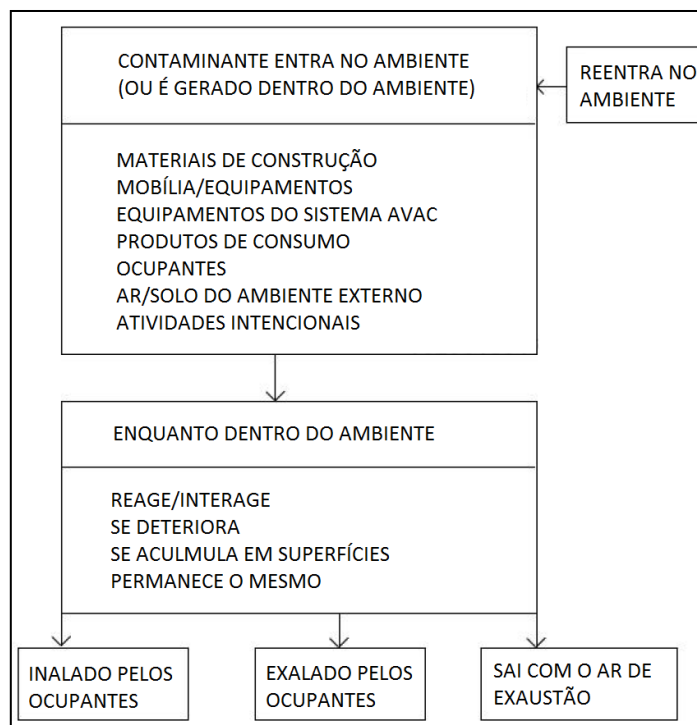 CONTAMINANTE ENTRA NO AMBIENTE
(OU É GERADO DENTRO DO AMBIENTE)
REENTRA NO
AMBIENTE
MATERIAIS DE CONSTRUÇÃO
MOBÍLIA/EQUIPAMENTOS
EQUIPAMENTOS DO SISTEMA AVAC
PRODUTOS DE CONSUMO
OCUPANTES
AR/SOLO DO AMBIENTE EXTERNO
ATIVIDADES INTENCIONAIS
ENQUANTO DENTRO DO AMBIENTE
REAGE/INTERAGE
SE DETERIORA
SE ACULMULA EM SUPERFÍCIES
PERMANECE O MESMO
INALADO PELOS
OCUPANTES
EXALADO PELOS
OCUPANTES
SAI COM O AR DE
EXAUSTÃO